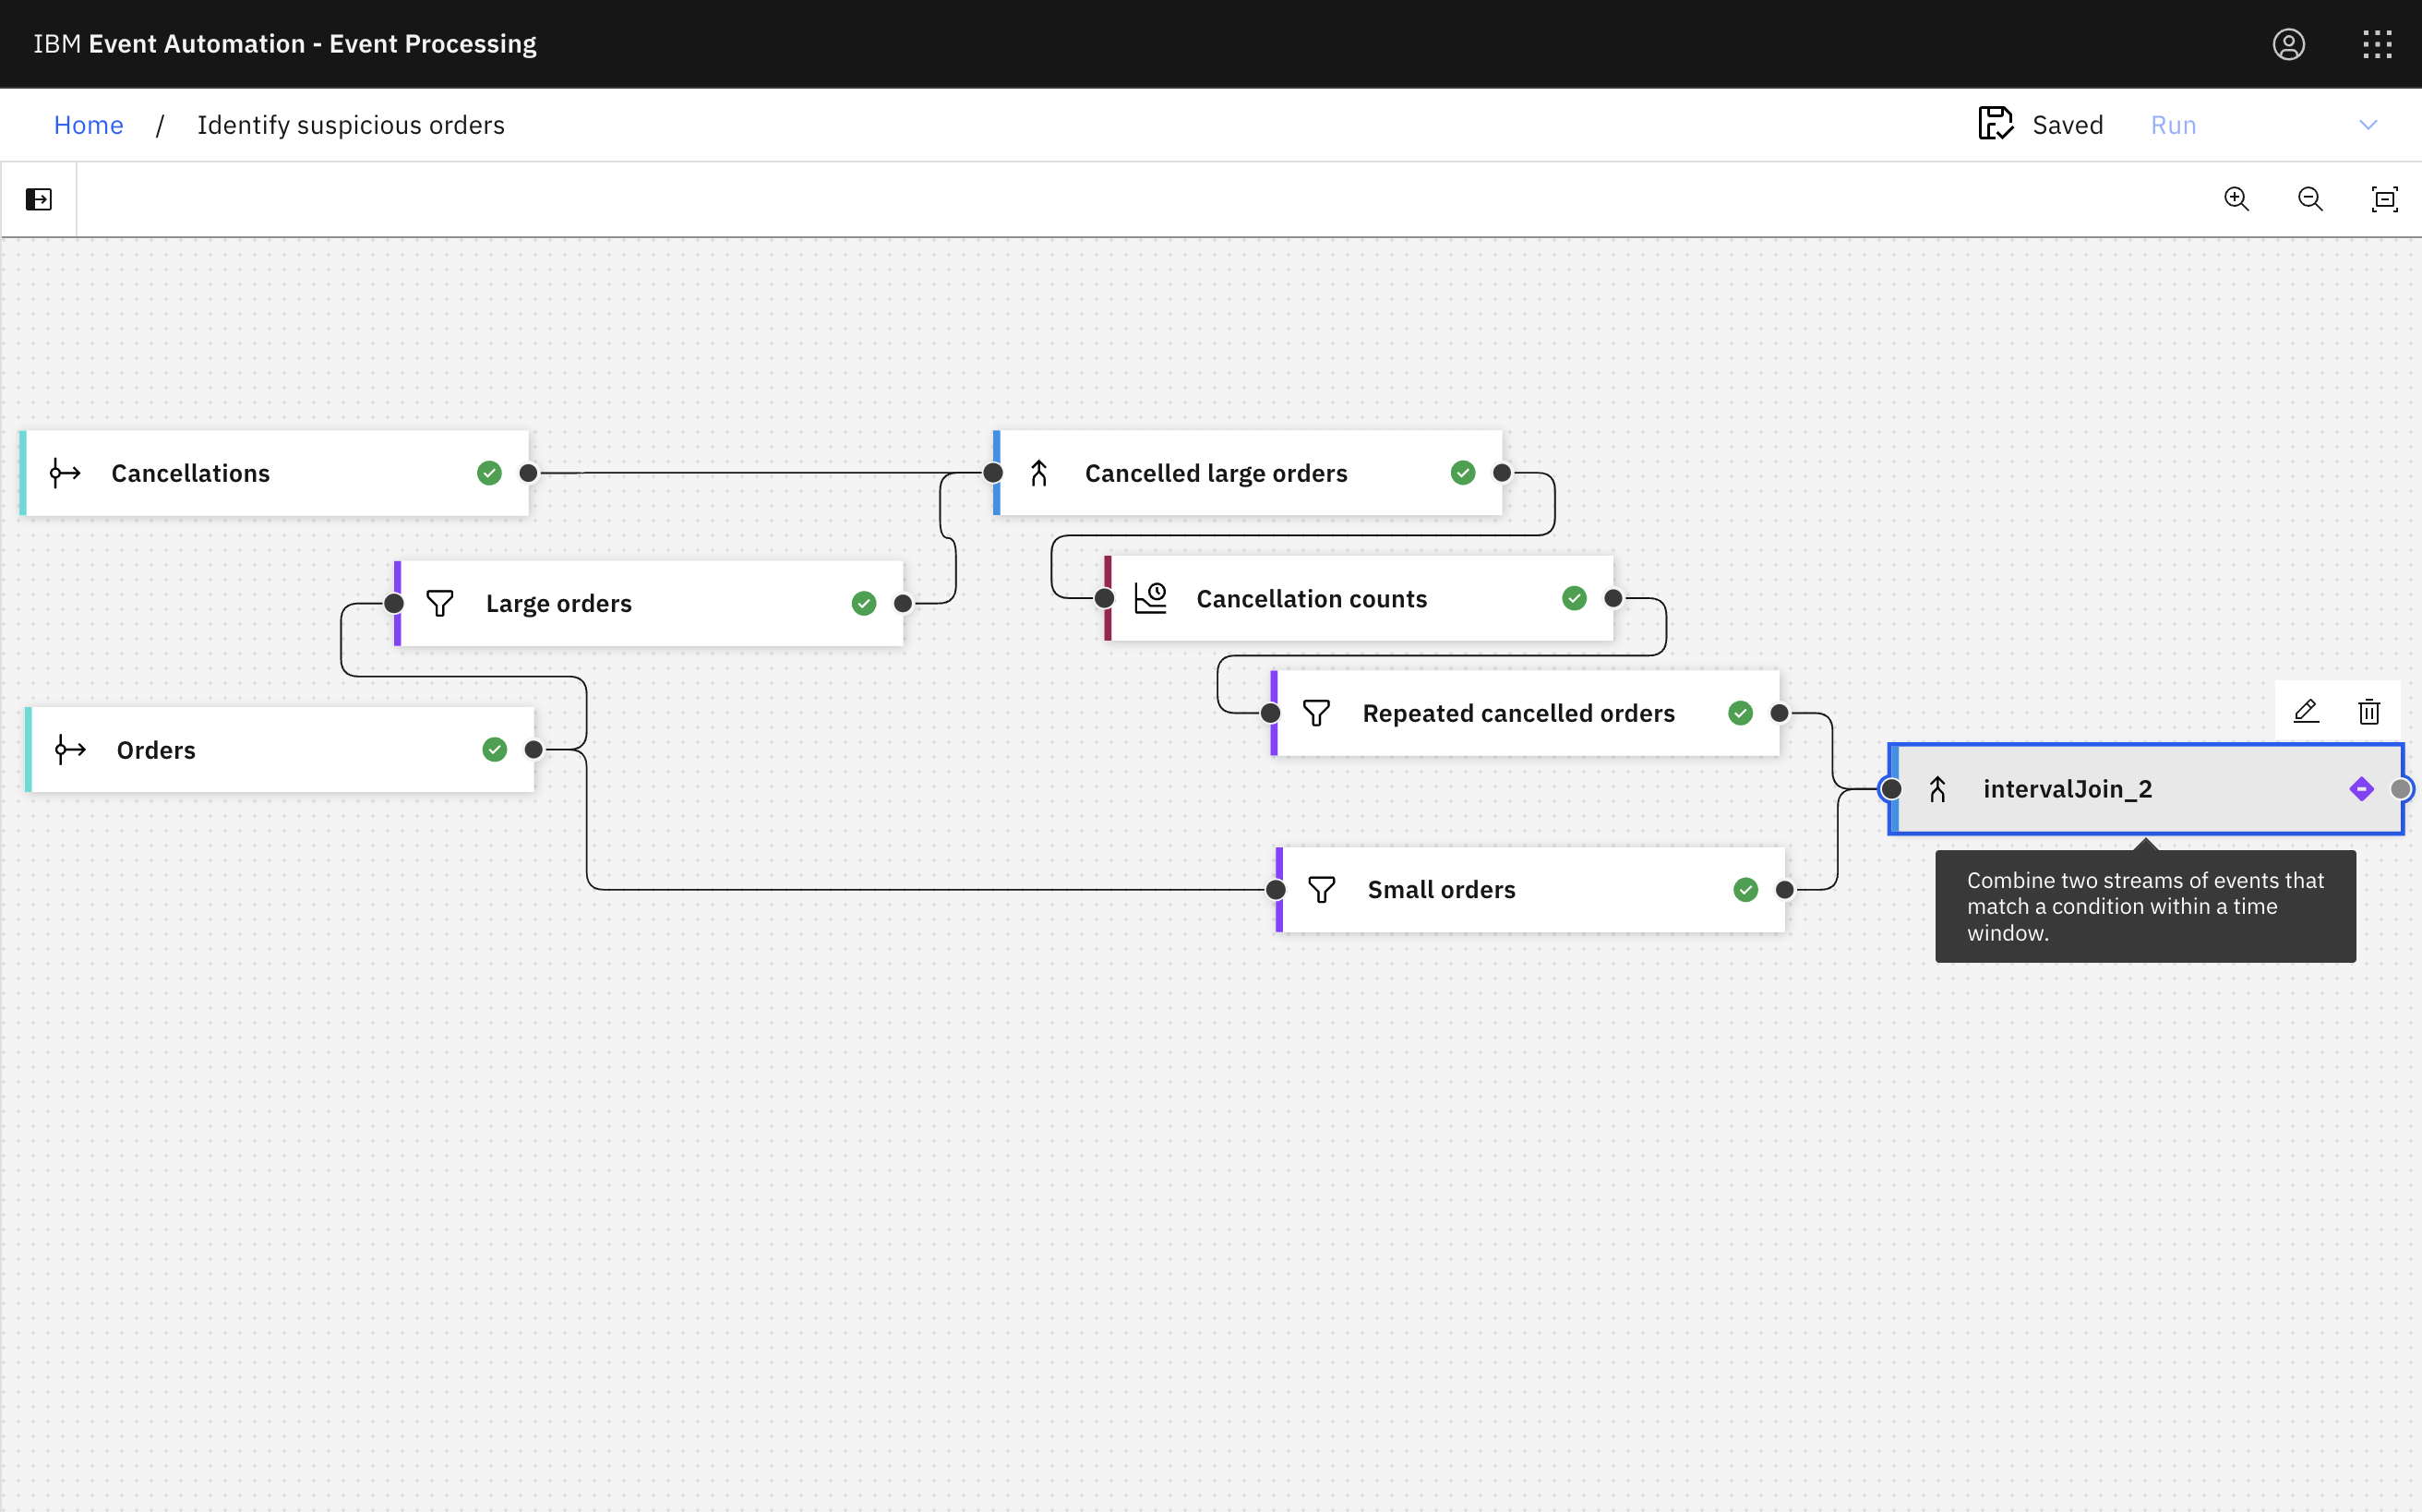 IBM Event Automation - Event Processing
Home / Identify suspicious orders
Saved
Run
Cancellations
Cancelled large orders
Large orders
Cancellation counts
Repeated cancelled orders
Orders
intervalJoin_2
Small orders
Combine two streams of events that
match a condition within a time
window.